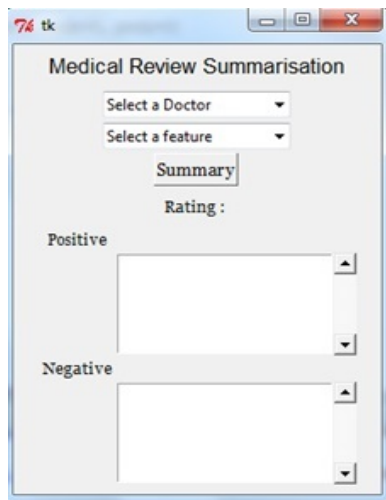 tk
Medical Review Summarisation
Select a Doctor
Select a feature
Summary
Rating :
Positive
Negative